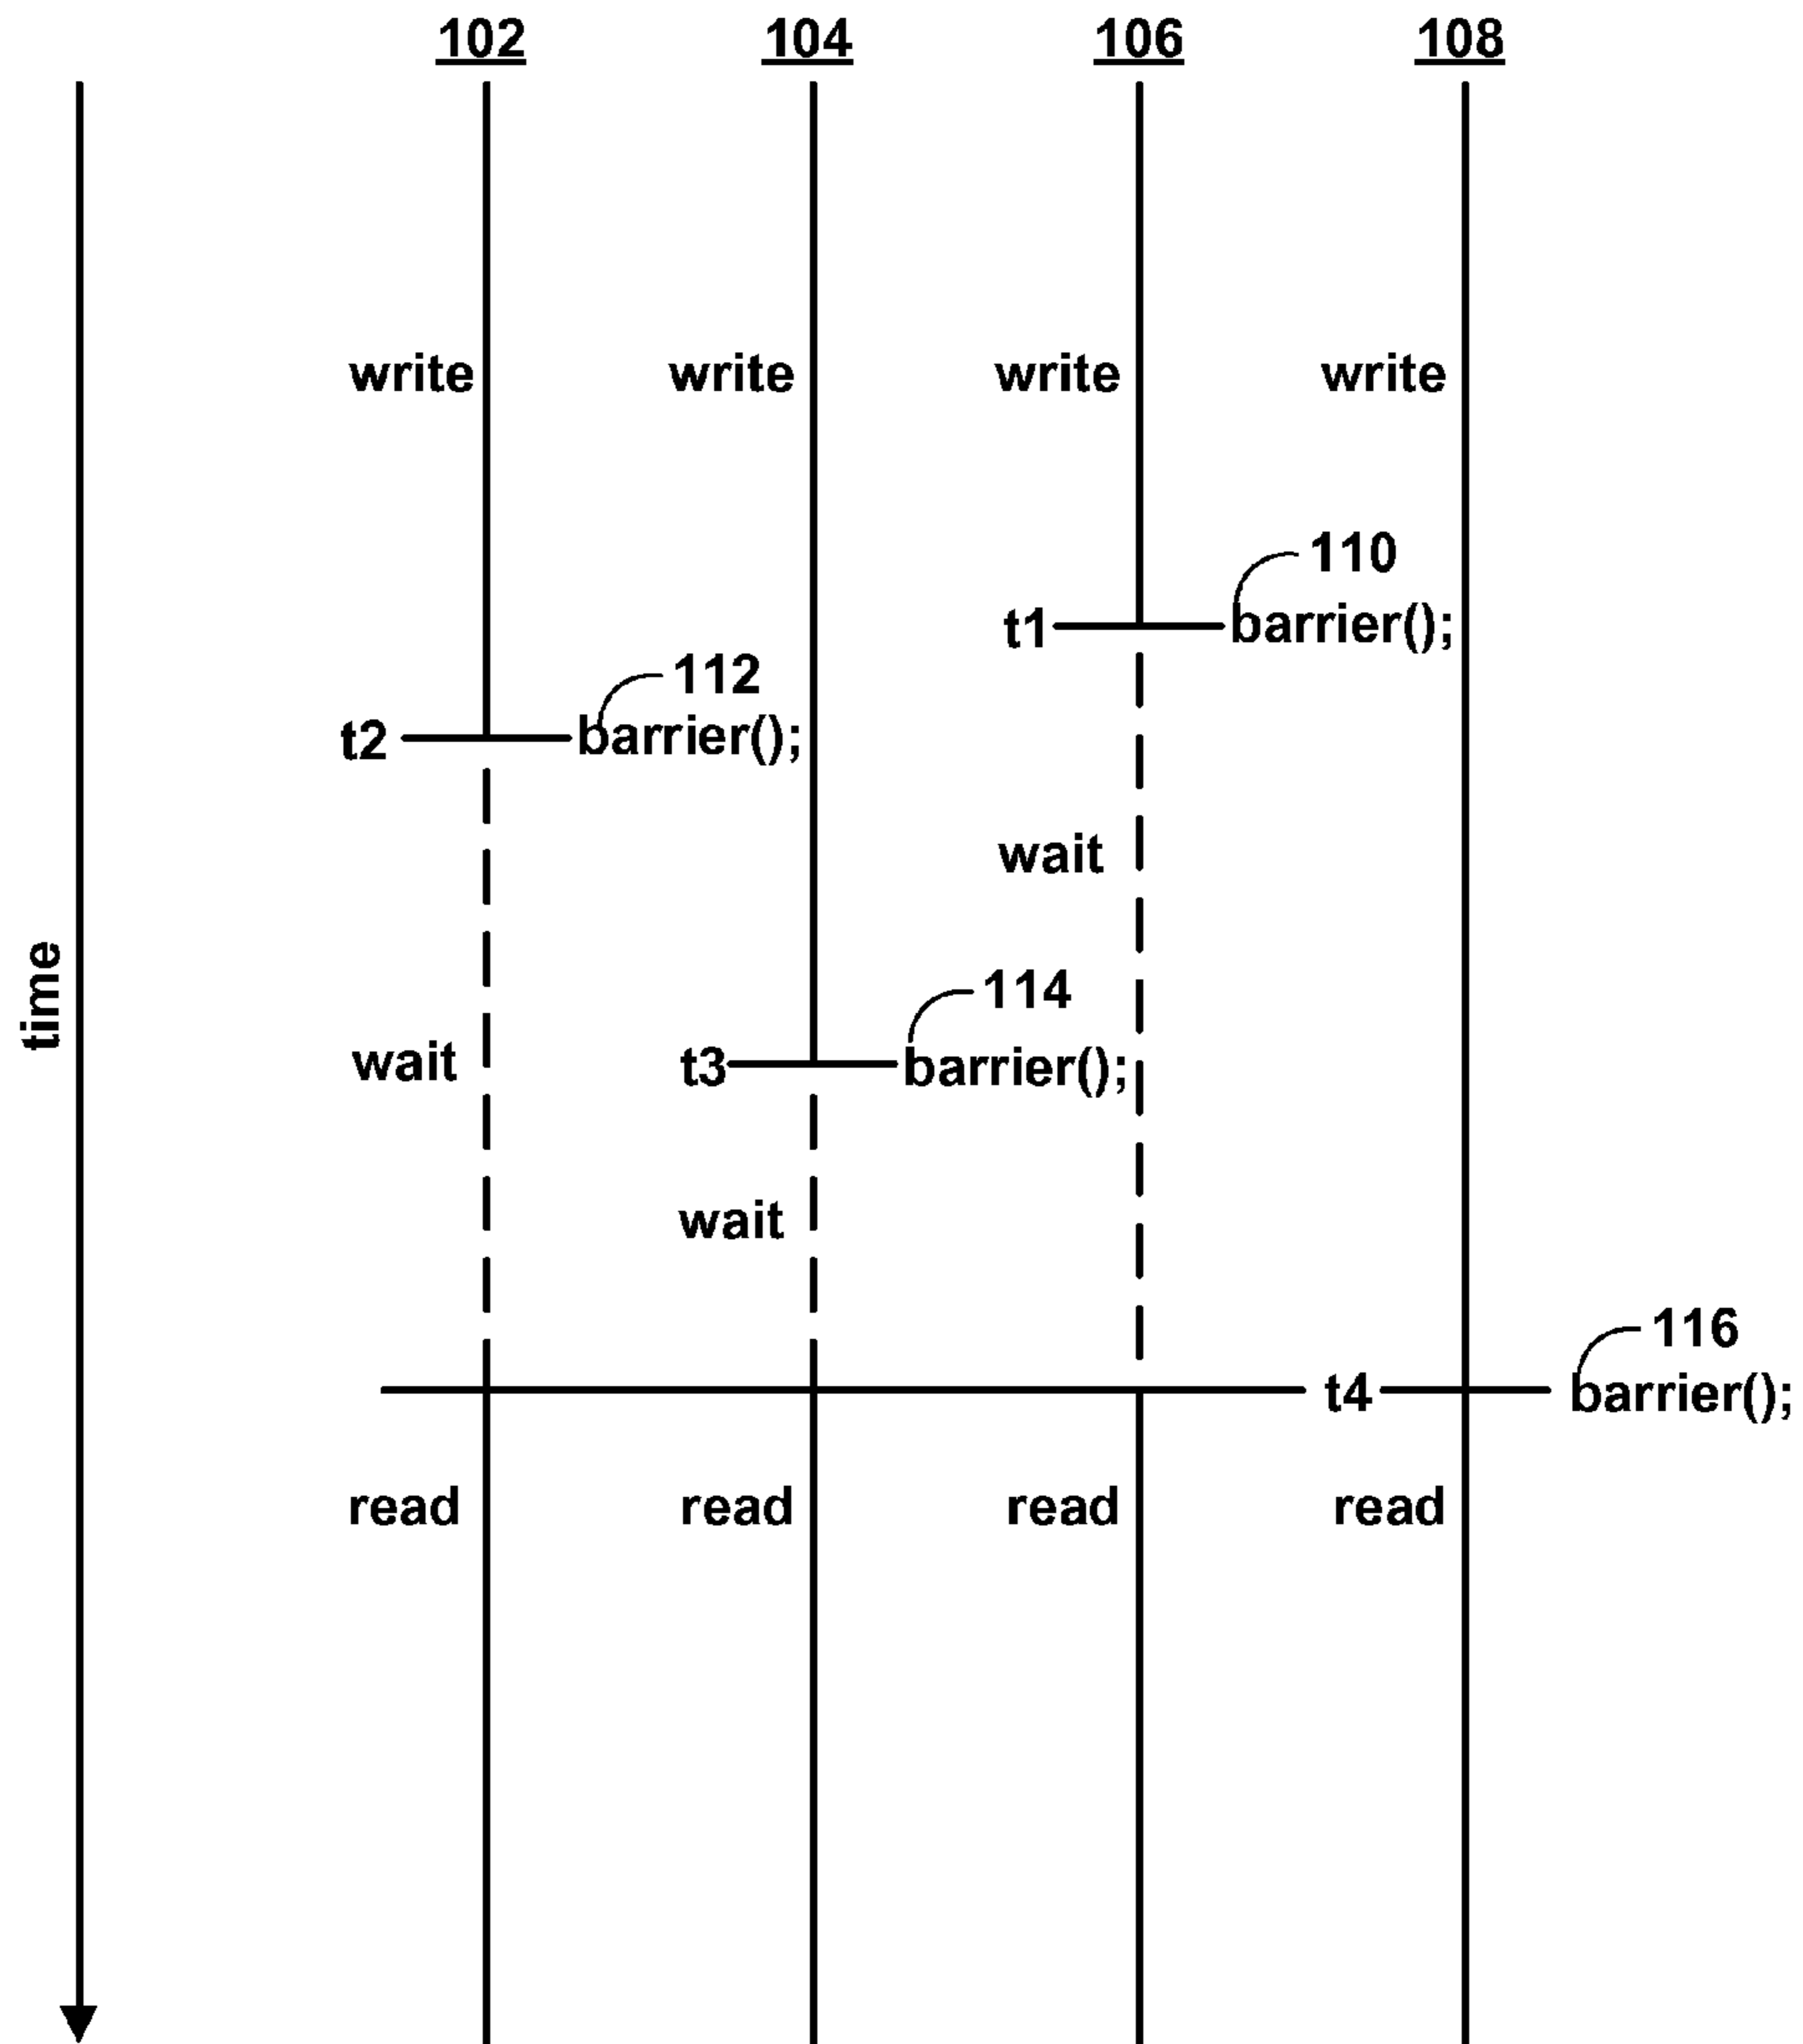 102 104 106 108
write write write write
110
t1 barrier();
112
t2 barrier();
wait
114
time
wait t3 barrier();
wait
116
t4 barrier();
read read read read